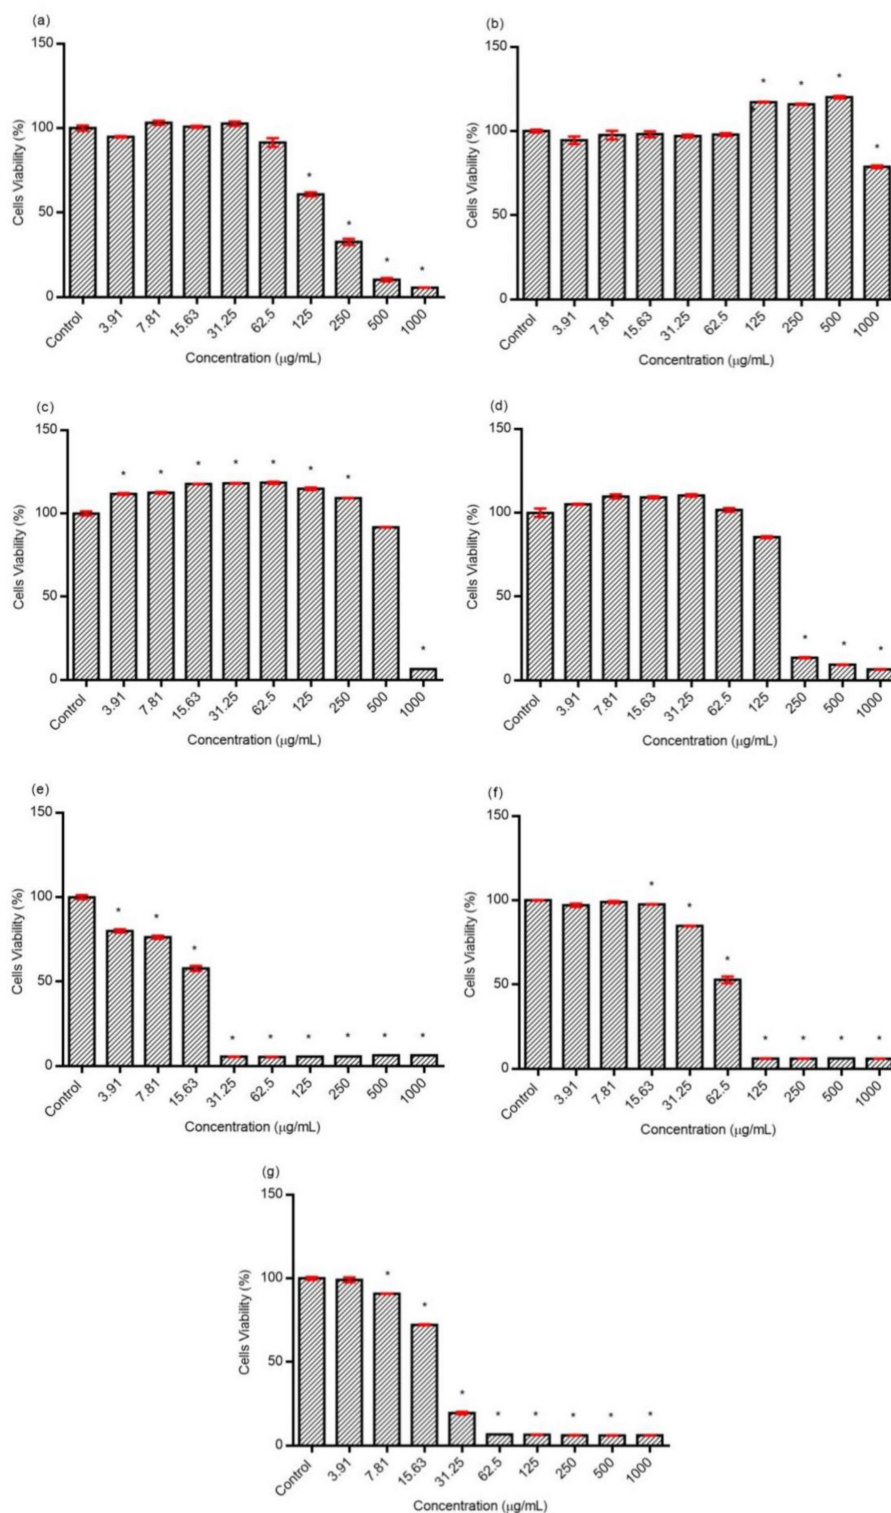 (a)
150
100
50
0
Cells Viability (%)
* * * *
Control 3.91 7.81 15.63 31.25 62.5 125 250 500 1000
Concentration (μg/mL)
(b)
150
100
50
0
Cells Viability (%)
* * * *
Control 3.91 7.81 15.63 31.25 62.5 125 250 500 1000
Concentration (μg/mL)
(c)
150
100
50
0
Cells Viability (%)
* * * * * * * *
Control 3.91 7.81 15.63 31.25 62.5 125 250 500 1000
Concentration (μg/mL)
(d)
150
100
50
0
Cells Viability (%)
* * *
Control 3.91 7.81 15.63 31.25 62.5 125 250 500 1000
Concentration (μg/mL)
(e)
150
100
50
0
Cells Viability (%)
* * * * * * * * *
Control 3.91 7.81 15.63 31.25 62.5 125 250 500 1000
Concentration (μg/mL)
(f)
150
100
50
0
Cells Viability (%)
* * * * * * *
Control 3.91 7.81 15.63 31.25 62.5 125 250 500 1000
Concentration (μg/mL)
(g)
150
100
50
0
Cells Viability (%)
* * * * * * * *
Control 3.91 7.81 15.63 31.25 62.5 125 250 500 1000
Concentration (μg/mL)